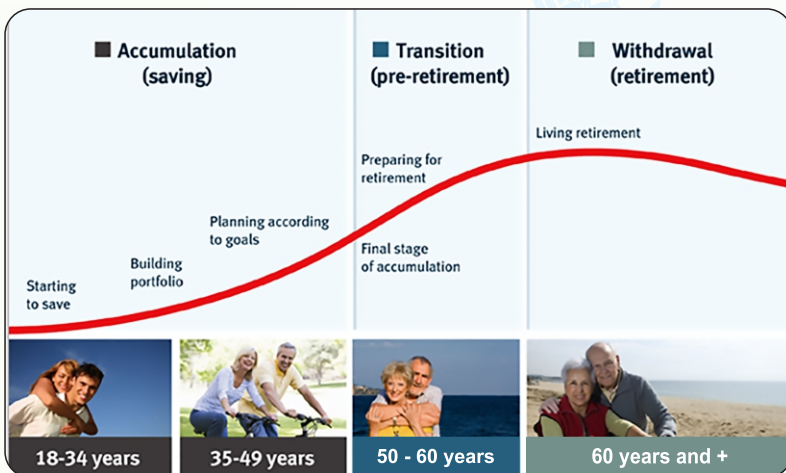 Accumulation
(saving)
Transition
(pre-retirement)
Withdrawal
(retirement)
Starting
to save
Building
portfolio
Planning according
to goals
Preparing for
retirement
Final stage
of accumulation
Living retirement
18-34 years
35-49 years
50 - 60 years
60 years and +